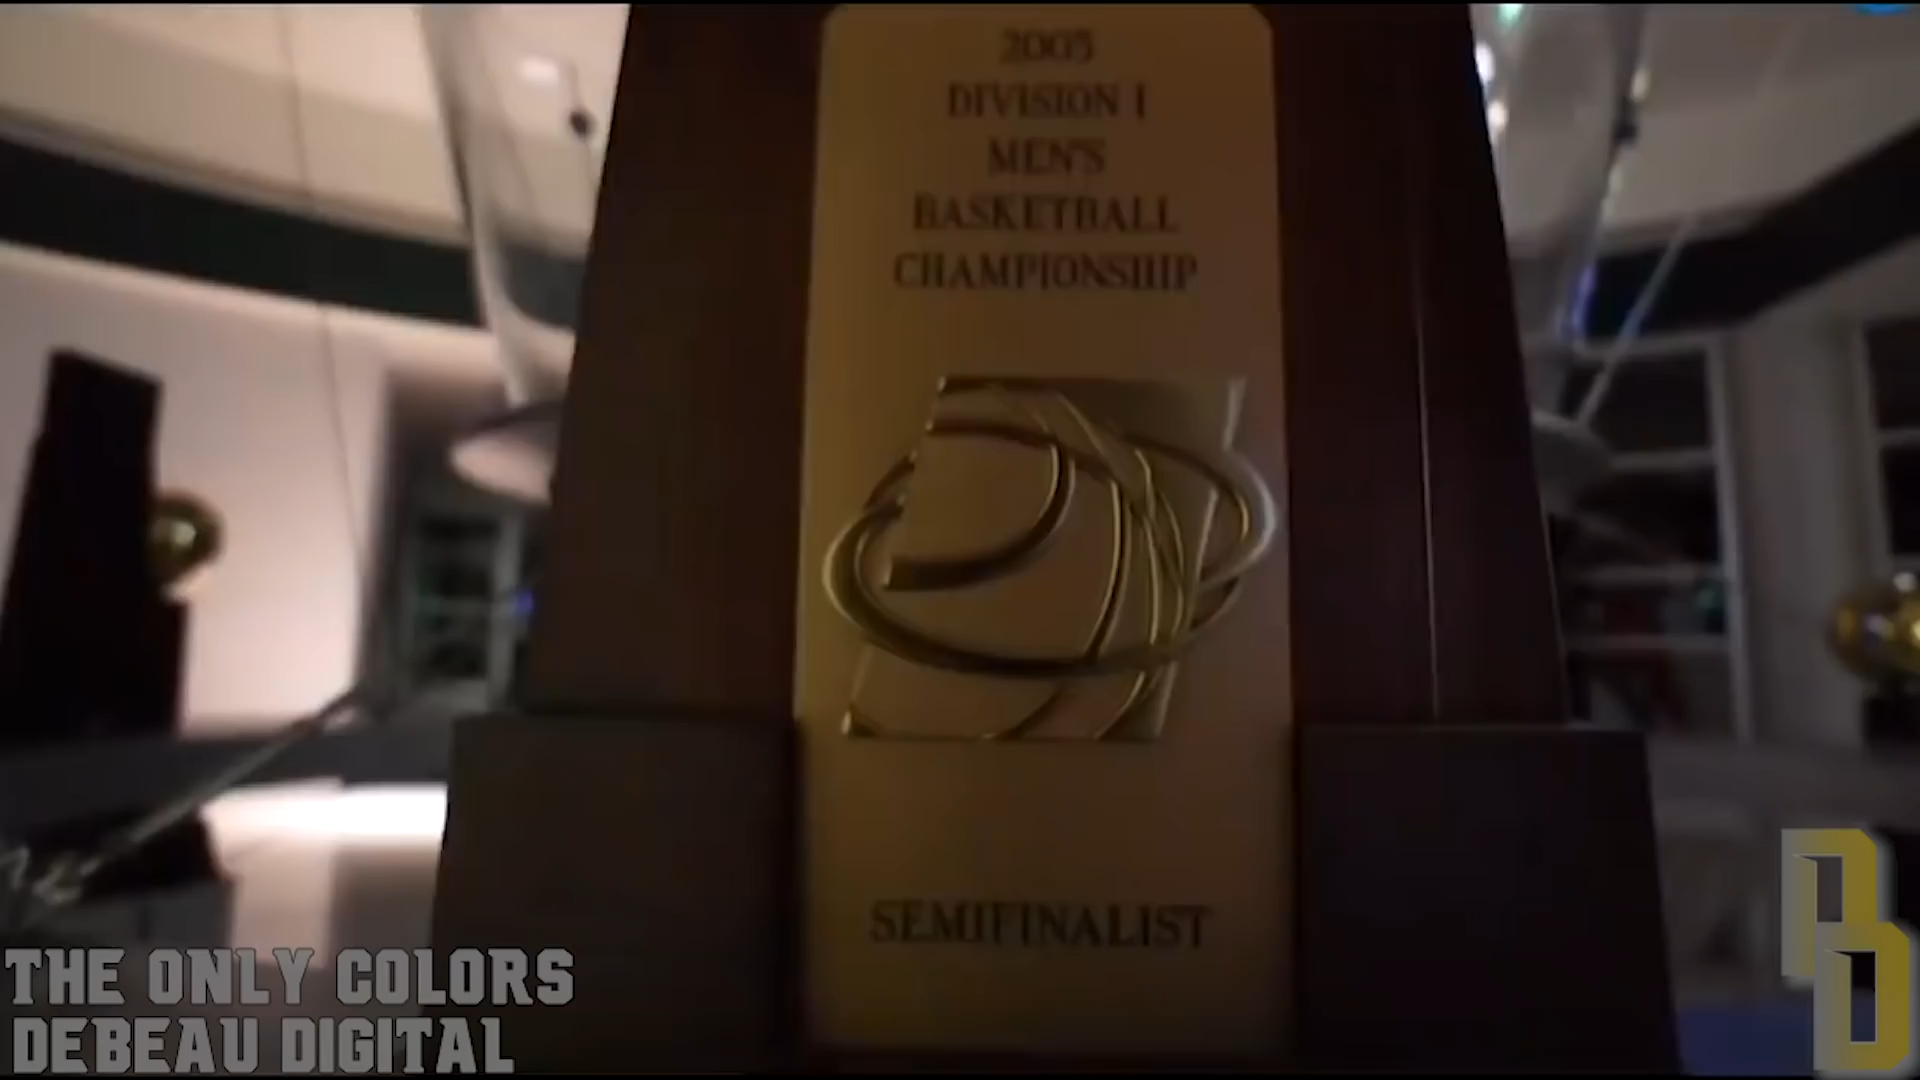 2005
DIVISION I
MEN'S
BASKETBALL
CHAMPIONSHIP
SEMIFINALIST
THE ONLY COLORS
DEBEAU DIGITAL